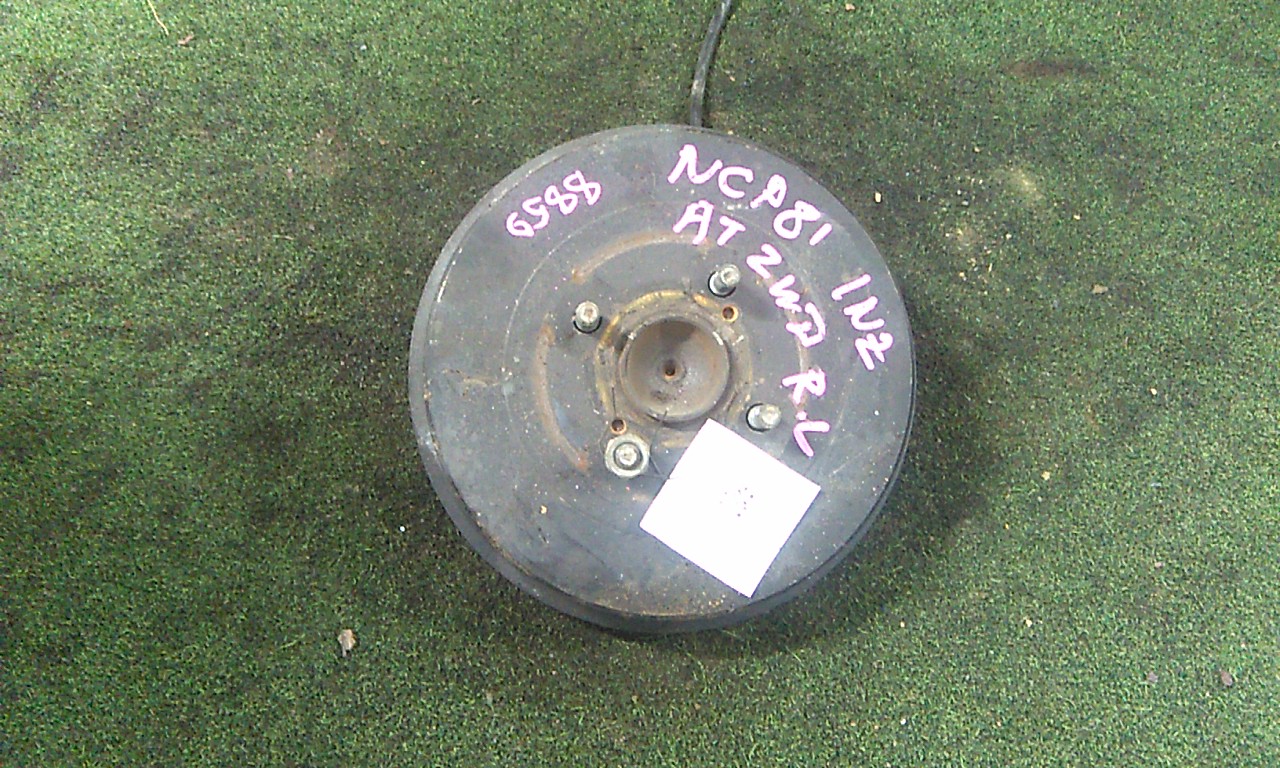 6588
NCP81
AT 2WD R.L
1NZ